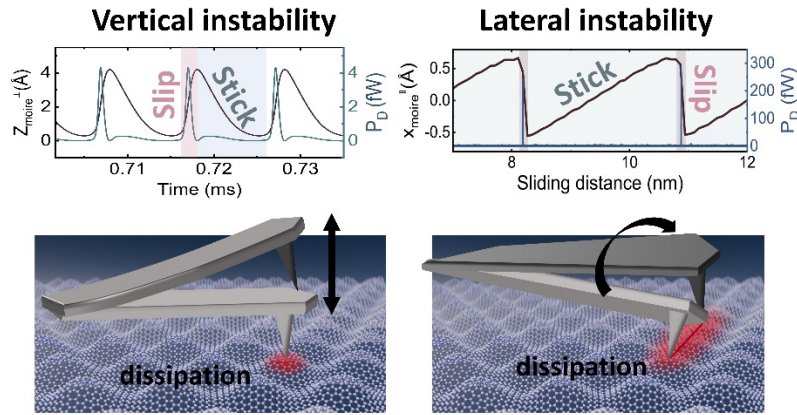 Vertical instability
Z_moire⊥(Å)
4
2
0
Slip
Stick
4
2
0
P_D (fW)
0.71 0.72 0.73
Time (ms)
dissipation
Lateral instability
x_moire∥(Å)
0.5
0.0
-0.5
Stick
Slip
300
200
100
0
P_D (fW)
8 10 12
Sliding distance (nm)
dissipation